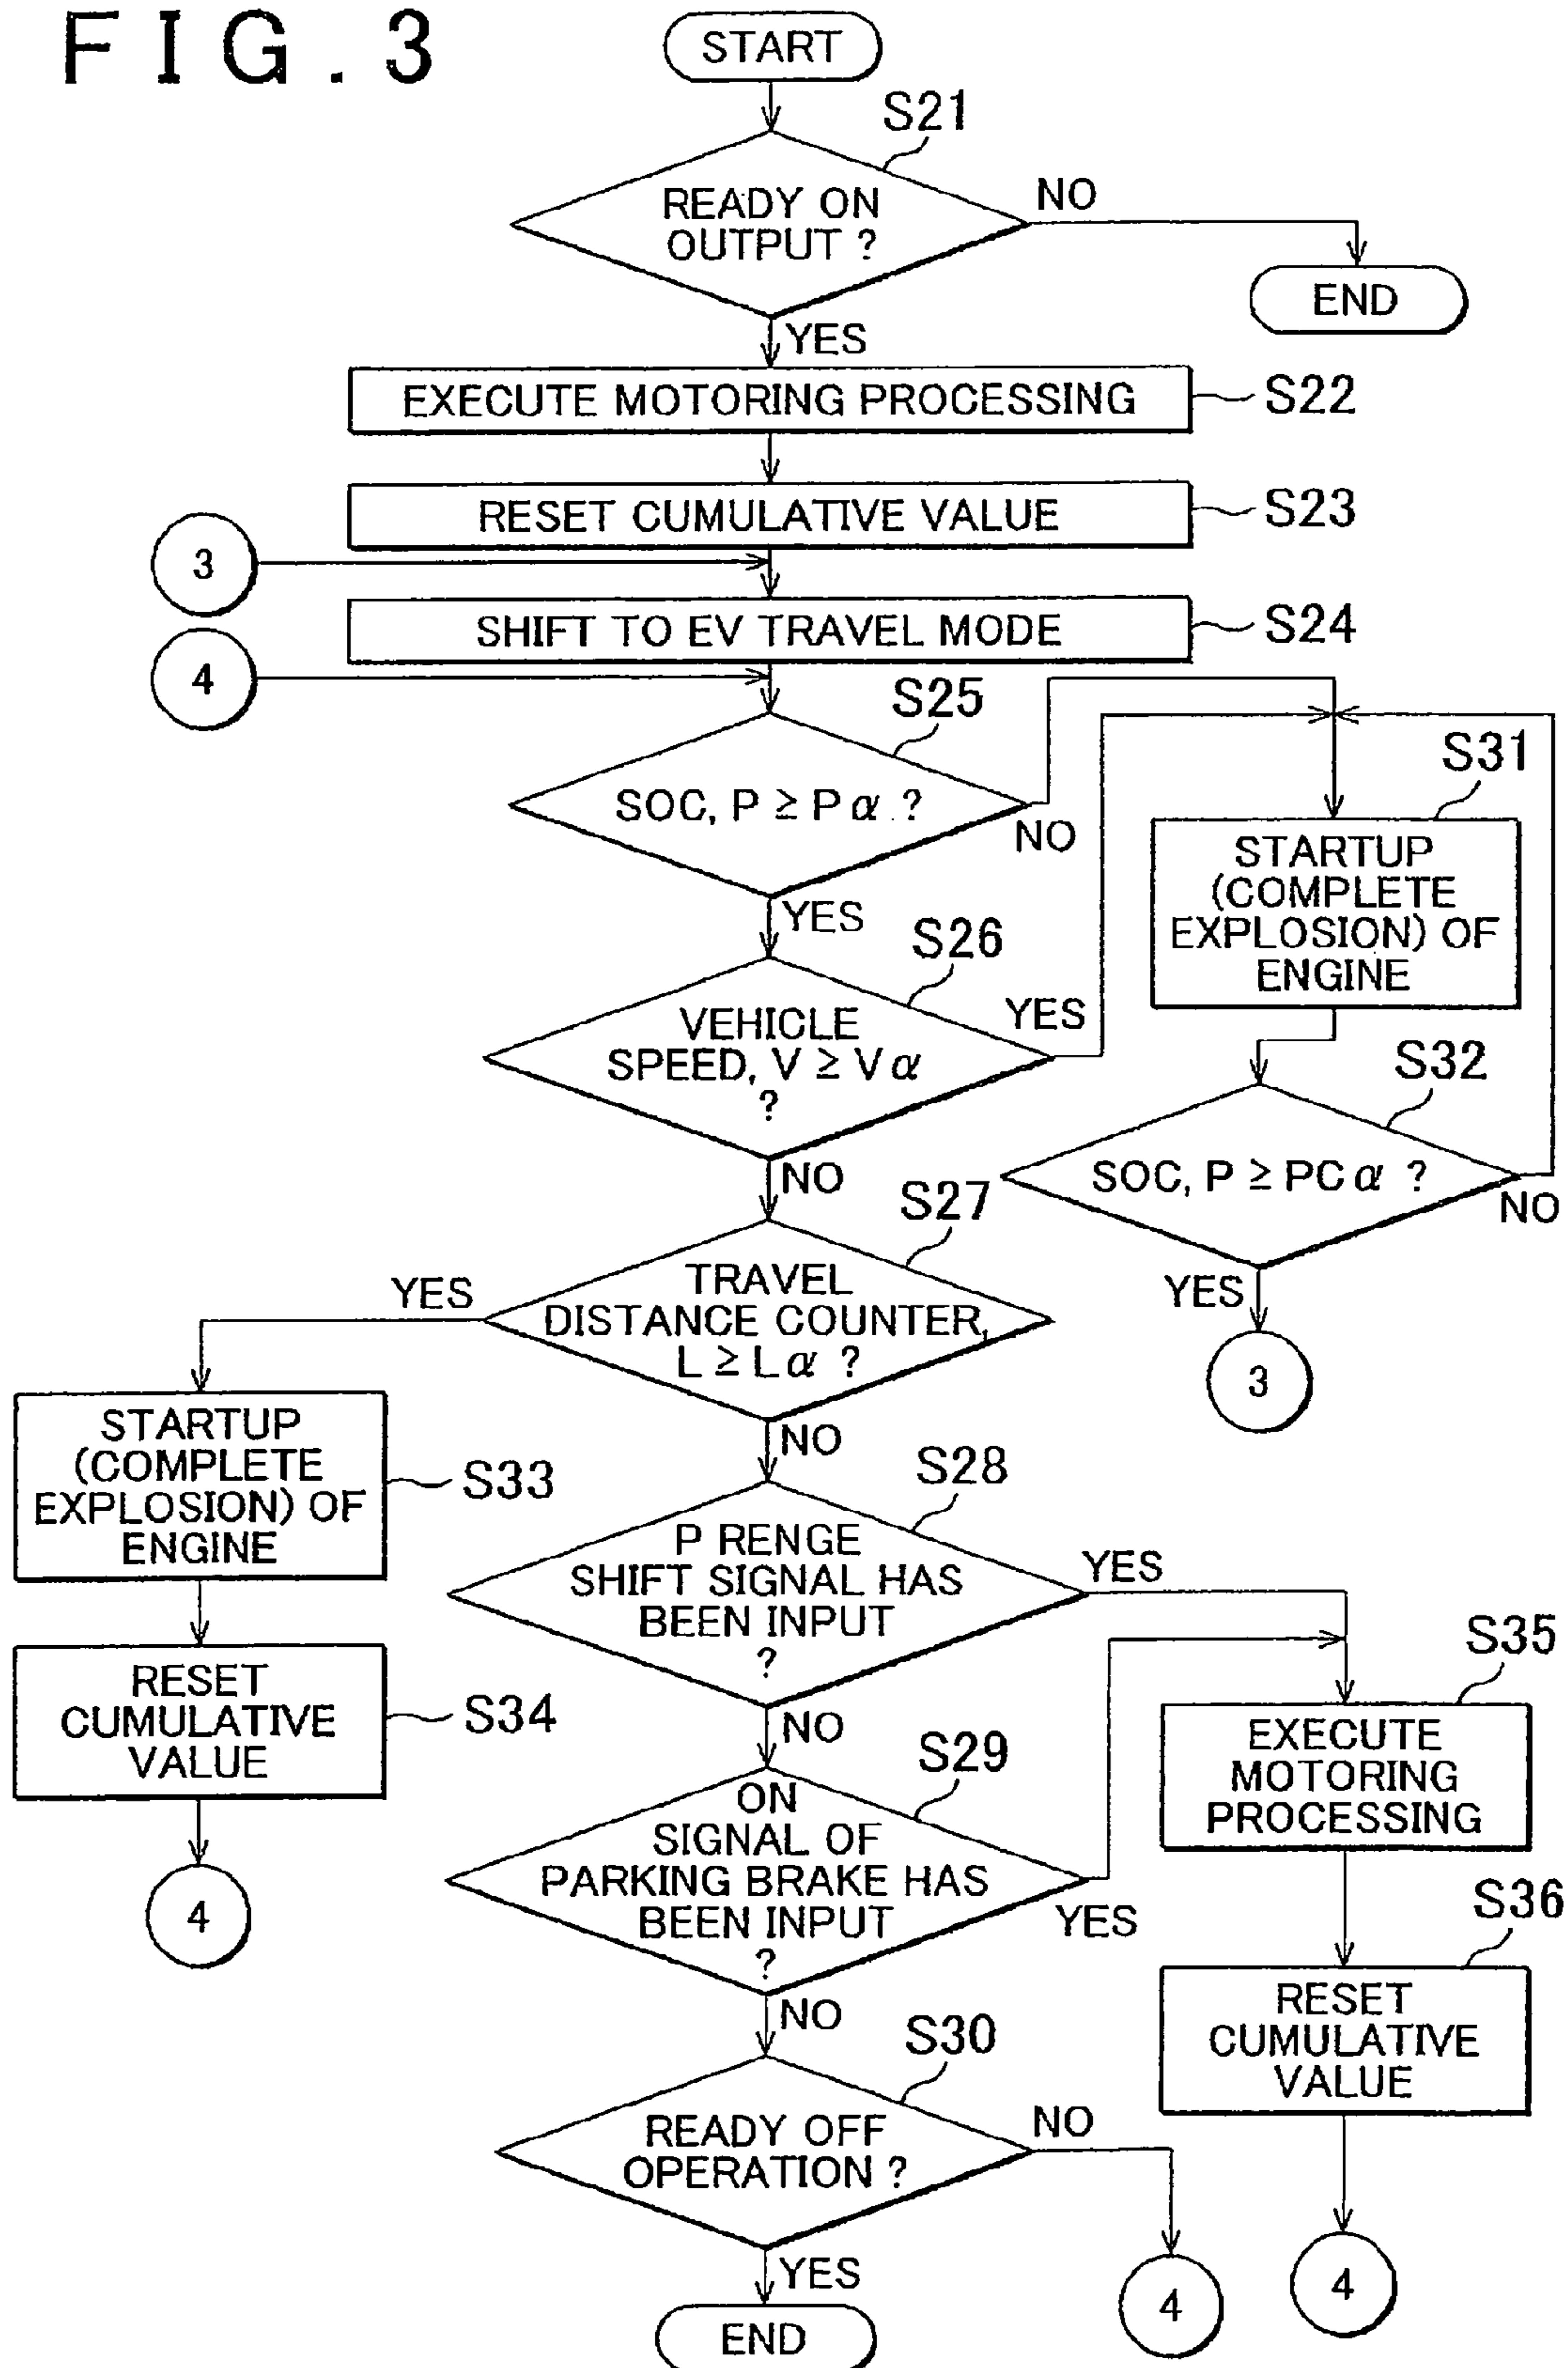 FIG.3
START
S21
READY ON
OUTPUT ?
NO
END
YES
EXECUTE MOTORING PROCESSING
S22
RESET CUMULATIVE VALUE
S23
3
SHIFT TO EV TRAVEL MODE
S24
4
S25
SOC, P ≥ Pα ?
NO
YES
S31
STARTUP
(COMPLETE
EXPLOSION) OF
ENGINE
S26
VEHICLE
SPEED, V ≥ Vα
?
YES
NO
S32
SOC, P ≥ PCα ?
NO
YES
3
S27
TRAVEL
DISTANCE COUNTER,
L ≥ Lα ?
YES
NO
STARTUP
(COMPLETE
EXPLOSION) OF
ENGINE
S33
RESET
CUMULATIVE
VALUE
S34
4
S28
P RENGE
SHIFT SIGNAL HAS
BEEN INPUT
?
YES
NO
S29
ON
SIGNAL OF
PARKING BRAKE HAS
BEEN INPUT
?
YES
NO
S35
EXECUTE
MOTORING
PROCESSING
S36
RESET
CUMULATIVE
VALUE
4
S30
READY OFF
OPERATION ?
NO
4
YES
END